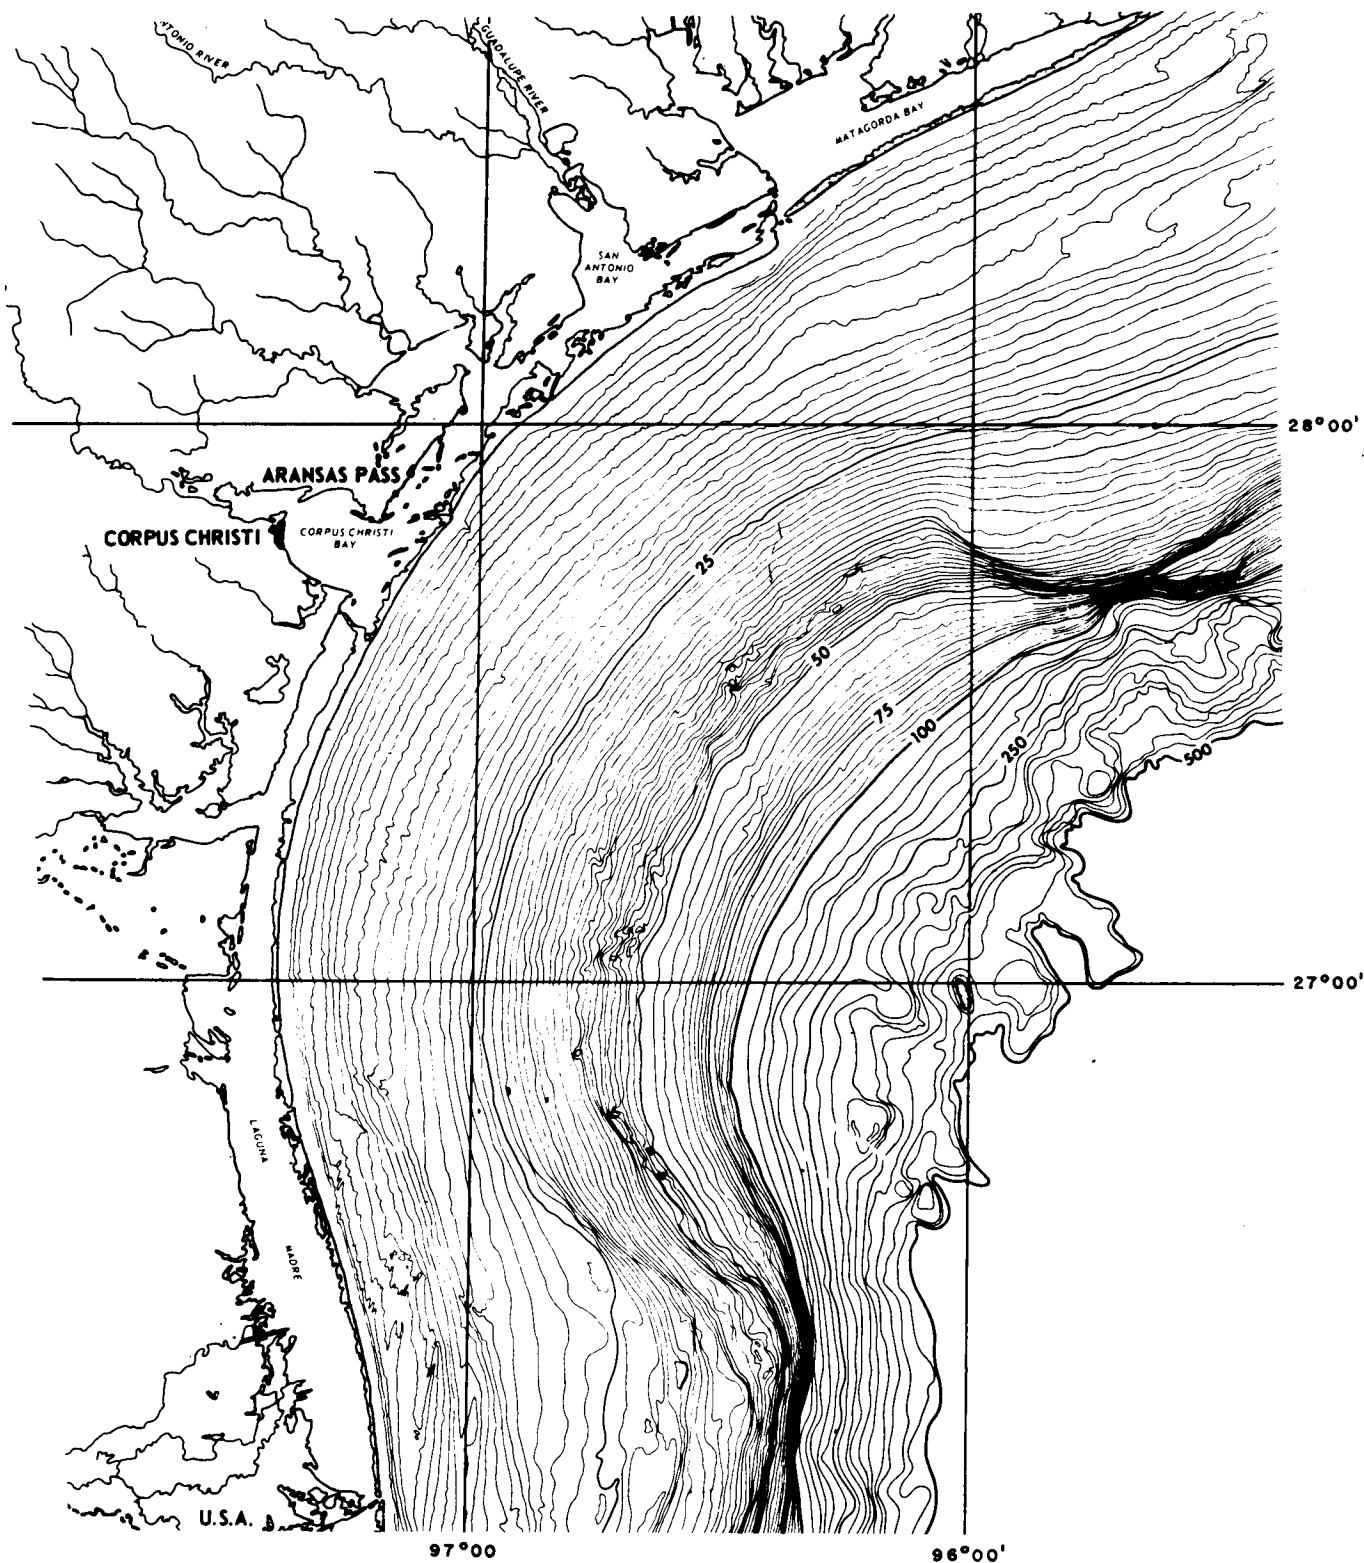 NTONIO RIVER
GUADALUPE RIVER
MATAGORDA BAY
SAN
ANTONIO
BAY
28°00'
ARANSAS PASS
CORPUS CHRISTI
CORPUS CHRISTI
BAY
25
50
75
100
250
500
27°00'
LAGUNA
MADRE
U.S.A.
97°00
96°00'